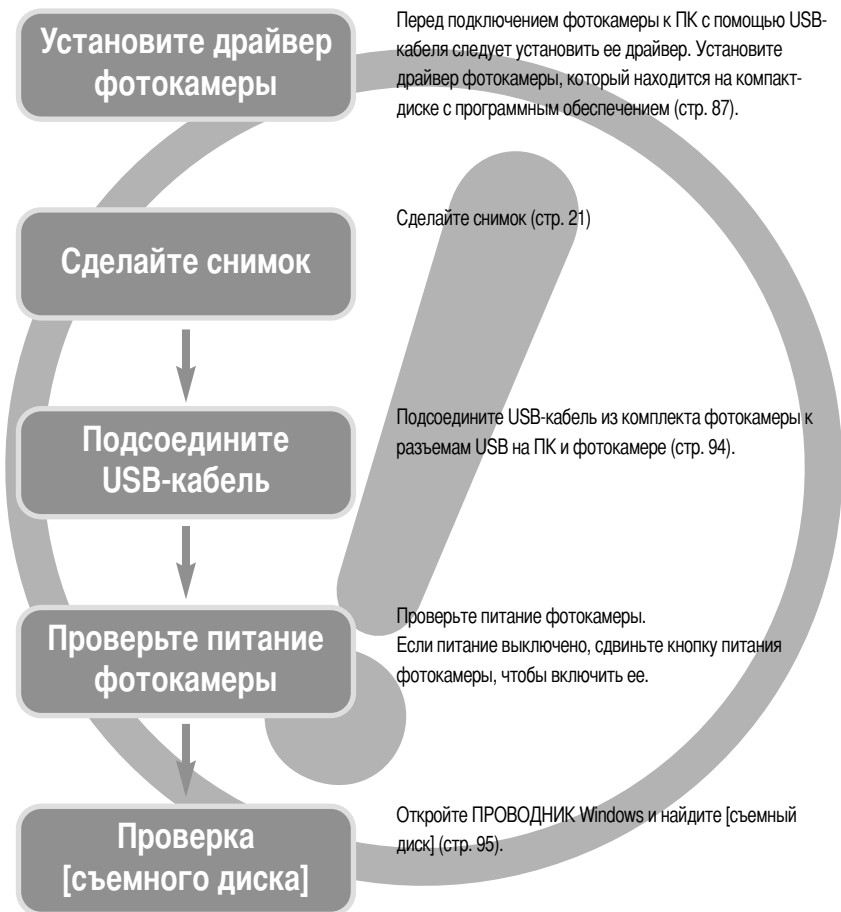 Установите драйвер
фотокамеры
Перед подключением фотокамеры к ПК с помощью USB-
кабеля следует установить ее драйвер. Установите
драйвер фотокамеры, который находится на компакт-
диске с программным обеспечением (стр. 87).
Сделайте снимок
Сделайте снимок (стр. 21)
Подсоедините
USB-кабель
Подсоедините USB-кабель из комплекта фотокамеры к
разъемам USB на ПК и фотокамере (стр. 94).
Проверьте питание
фотокамеры
Проверьте питание фотокамеры.
Если питание выключено, сдвиньте кнопку питания
фотокамеры, чтобы включить ее.
Проверка
[съемного диска]
Откройте ПРОВОДНИК Windows и найдите [съемный
диск] (стр. 95).